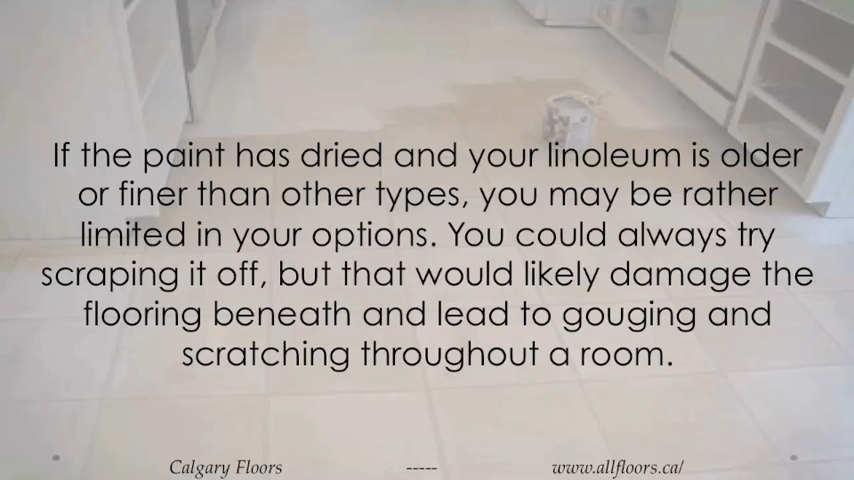 If the paint has dried and your linoleum is older
or finer than other types, you may be rather
limited in your options. You could always try
scraping it off, but that would likely damage the
flooring beneath and lead to gouging and
scratching throughout a room.
Calgary Floors ----- www.allfloors.ca/